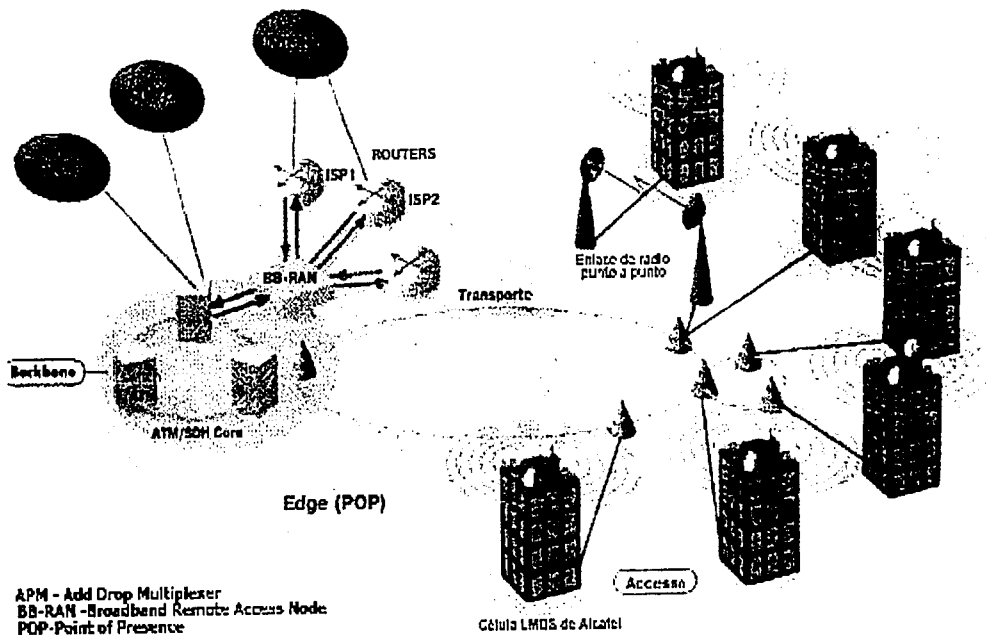 ROUTERS
ISP1
ISP2
BB-RAN
Enlace de radio
punto a punto
Transporte
Backbone
ATM/SDH Core
Edge (POP)
Accesso
APM - Add Drop Multiplexer
BB-RAN -Broadband Remote Access Node
POP-Point of Presence
Célula LMDS de Alcatel